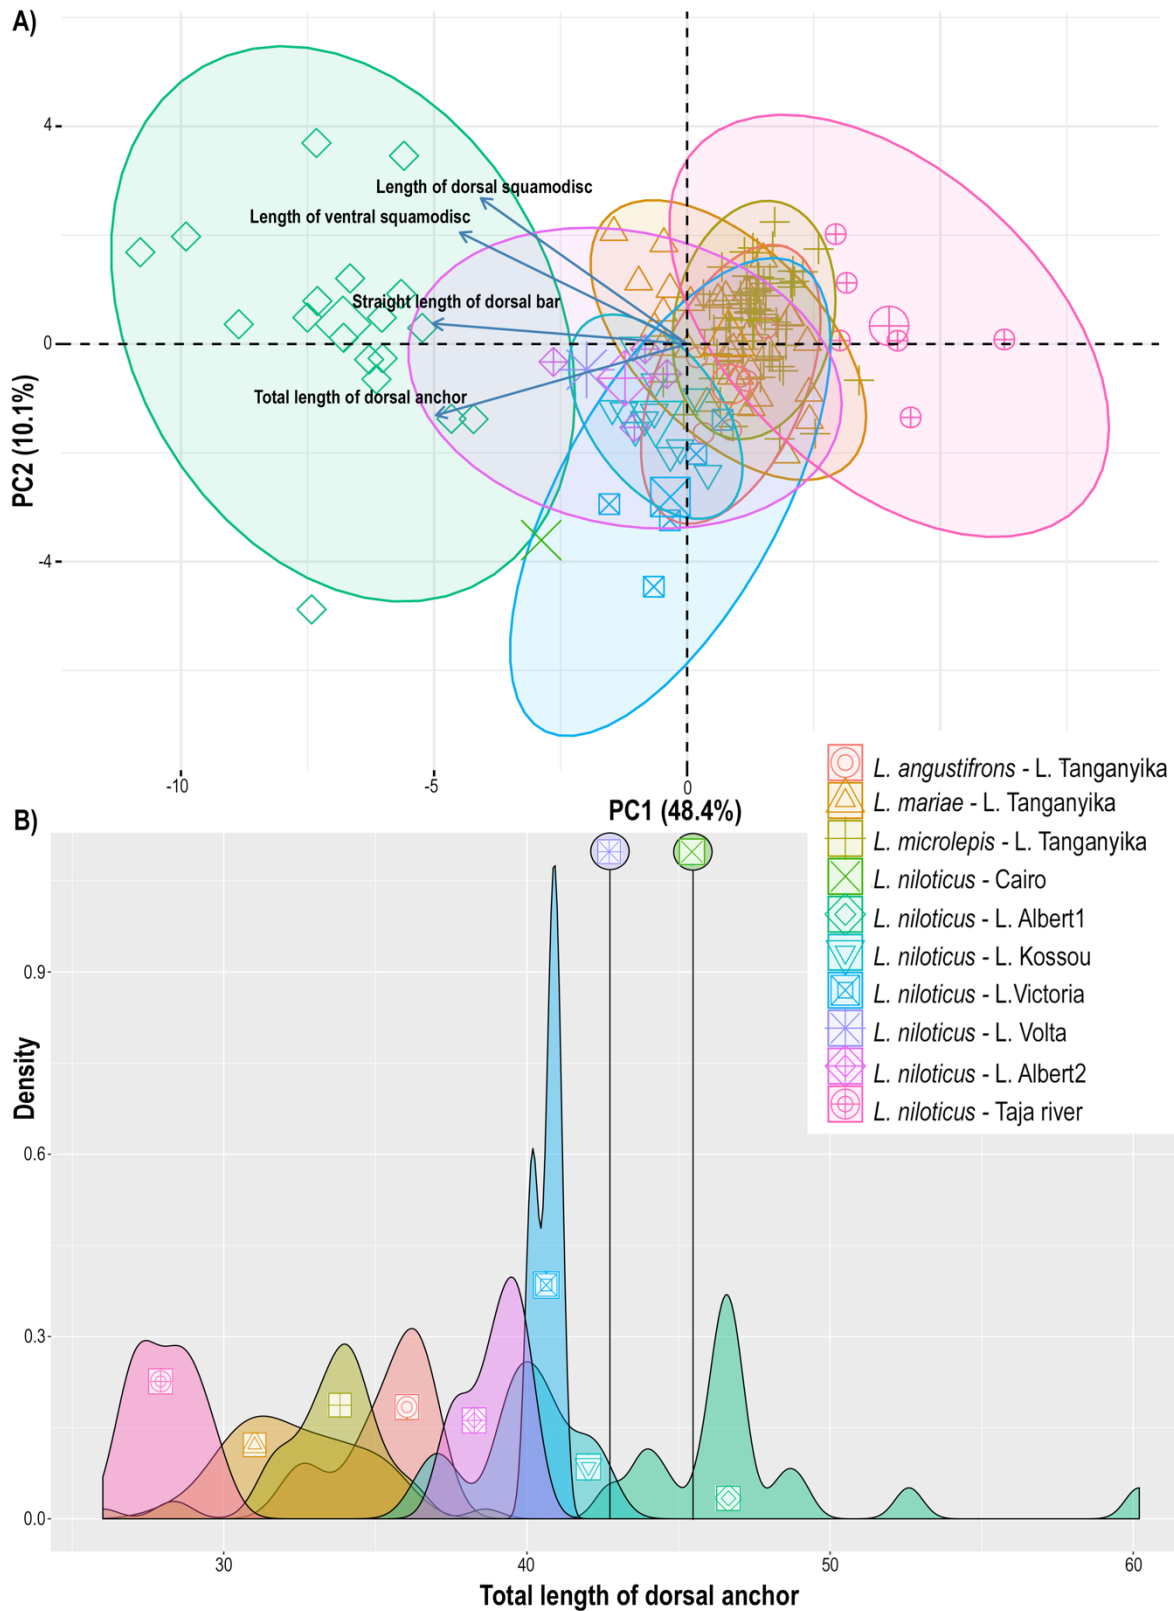 A)
4
0
-4
PC2 (10.1%)
Length of dorsal squamodisc
Length of ventral squamodisc
Straight length of dorsal bar
Total length of dorsal anchor
-10
-5
0
PC1 (48.4%)
L. angustifrons - L. Tanganyika
L. mariae - L. Tanganyika
L. microlepis - L. Tanganyika
L. niloticus - Cairo
L. niloticus - L. Albert1
L. niloticus - L. Kossou
L. niloticus - L.Victoria
L. niloticus - L. Volta
L. niloticus - L. Albert2
L. niloticus - Taja river
B)
0.9
0.6
0.3
0.0
Density
30
40
50
60
Total length of dorsal anchor